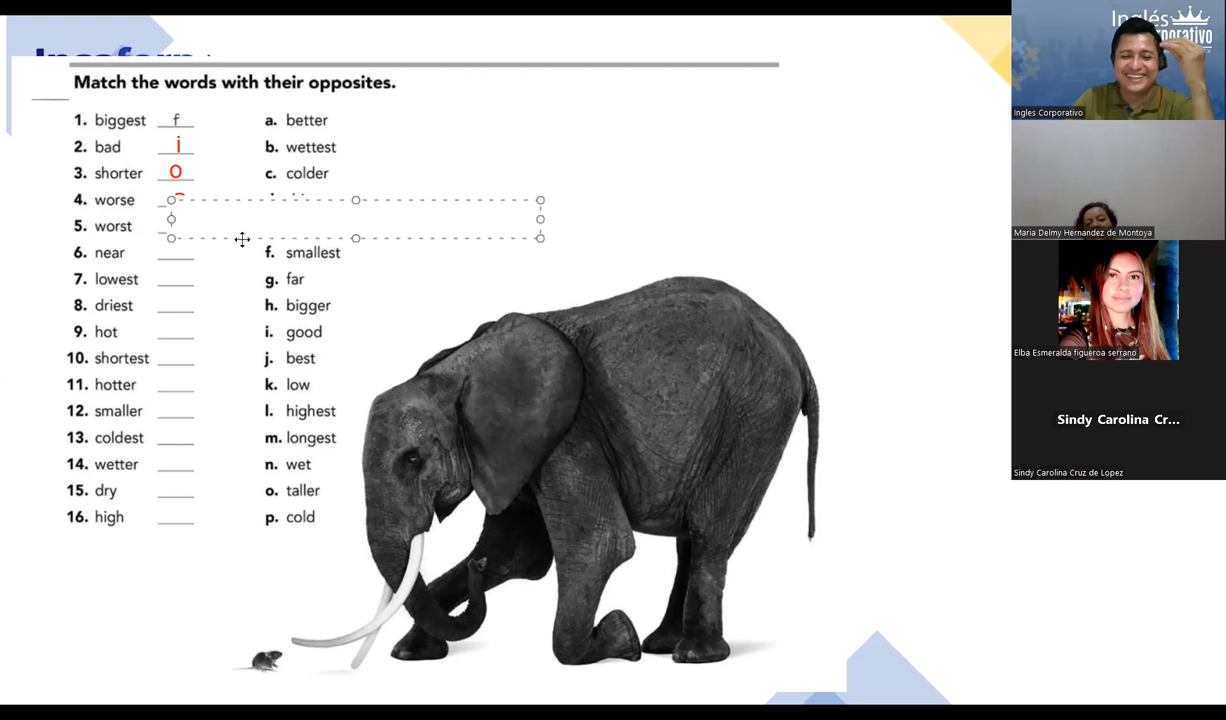 Match the words with their opposites.
1. biggest f a. better
2. bad i b. wettest
3. shorter o c. colder
4. worse
5. worst
6. near f. smallest
7. lowest g. far
8. driest h. bigger
9. hot i. good
10. shortest j. best
11. hotter k. low
12. smaller l. highest
13. coldest m. longest
14. wetter n. wet
15. dry o. taller
16. high p. cold
Inglés
Corporativo
Ingles Corporativo
Maria Delmy Hernandez de Montoya
Elba Esmeralda figueroa serrano
Sindy Carolina Cr...
Sindy Carolina Cruz de Lopez